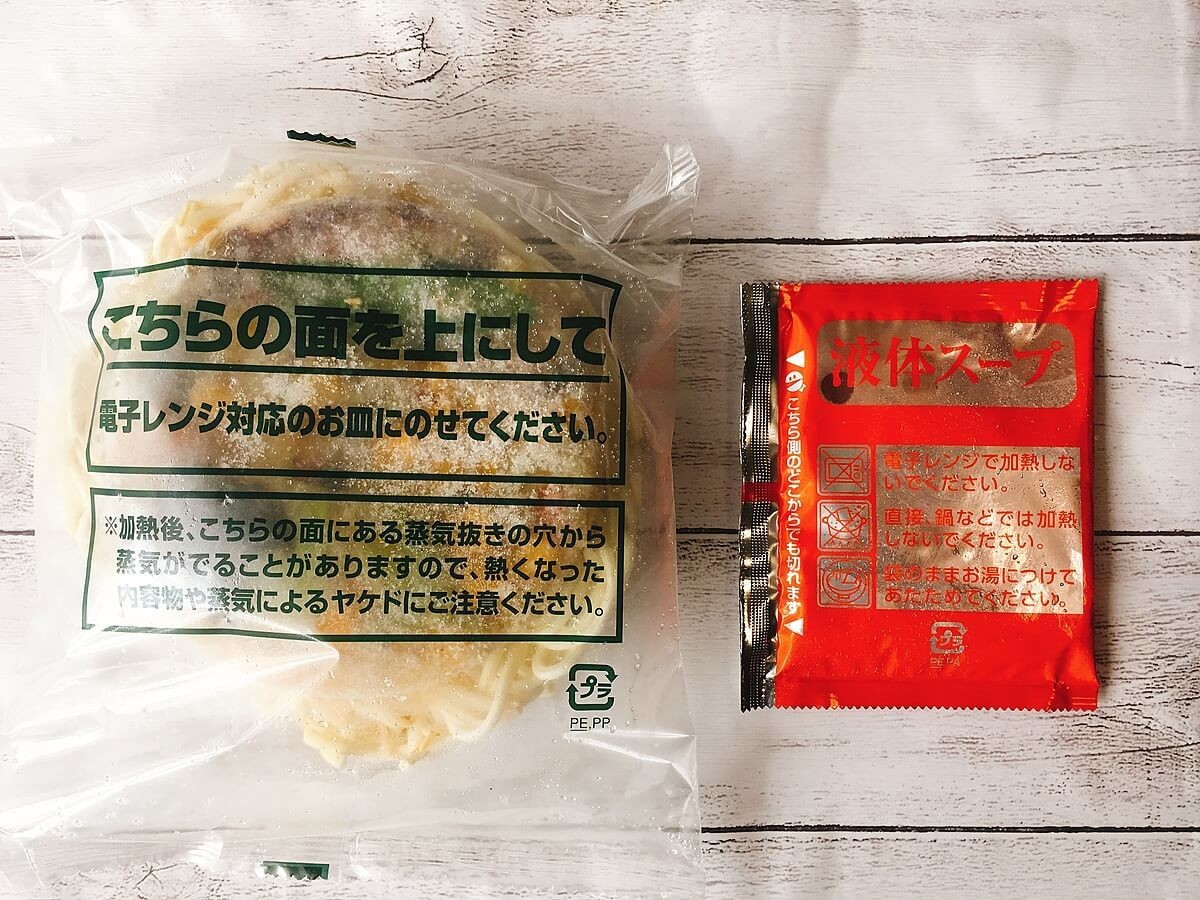 こちらの面を上にして
電子レンジ対応のお皿にのせてください。
※加熱後、こちらの面にある蒸気抜きの穴から
蒸気がでることがありますので、熱くなった
内容物や蒸気によるヤケドにご注意ください。
プラ
PE,PP
液体スープ
こちら側のどこからでも切れます
電子レンジで加熱しな
いでください。
直接、鍋などでは加熱
しないでください。
袋のままお湯につけて
あたためてください。
プラ
PE,PA